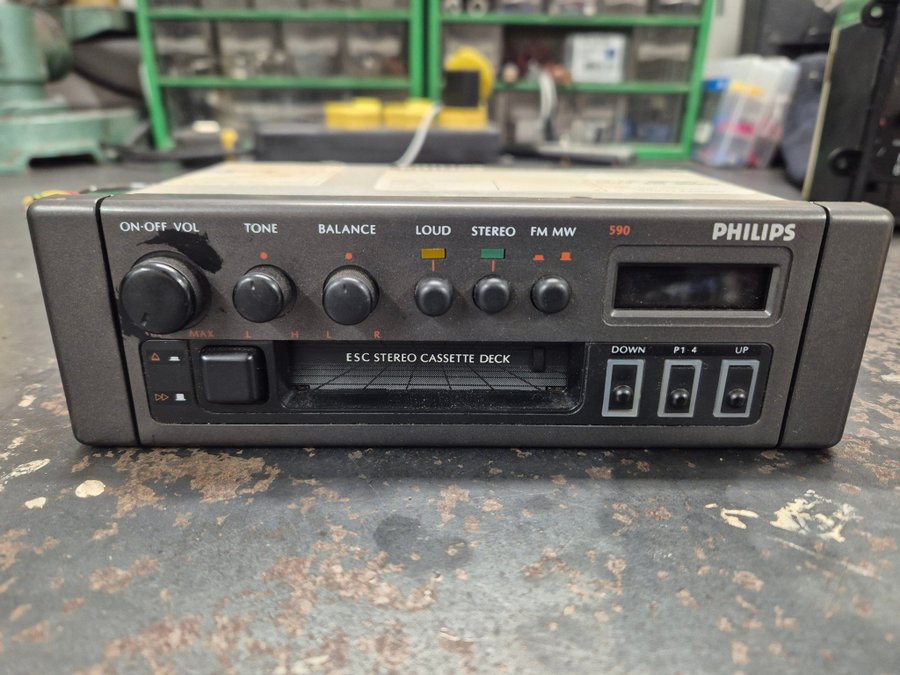 ON·OFF VOL TONE BALANCE LOUD STEREO FM MW 590 PHILIPS
MAX L H L R
ESC STEREO CASSETTE DECK
DOWN P1 4 UP